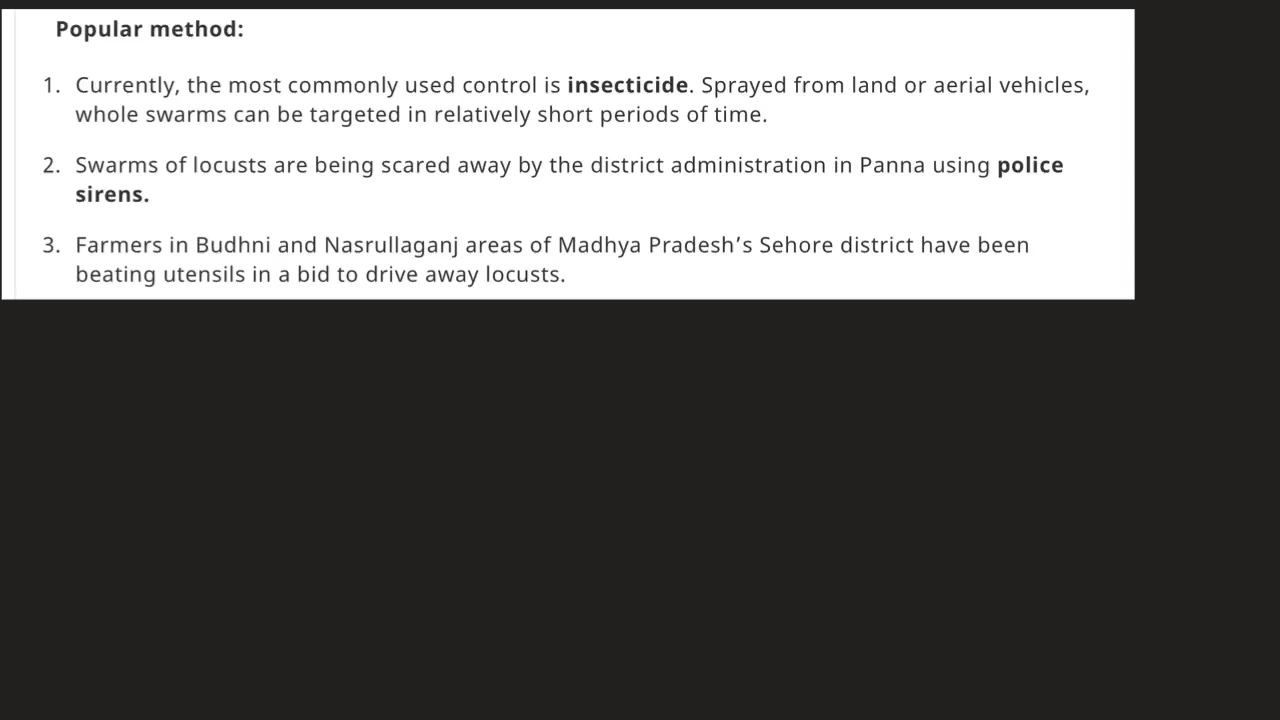 Popular method:
1. Currently, the most commonly used control is insecticide. Sprayed from land or aerial vehicles,
whole swarms can be targeted in relatively short periods of time.
2. Swarms of locusts are being scared away by the district administration in Panna using police
sirens.
3. Farmers in Budhni and Nasrullaganj areas of Madhya Pradesh’s Sehore district have been
beating utensils in a bid to drive away locusts.